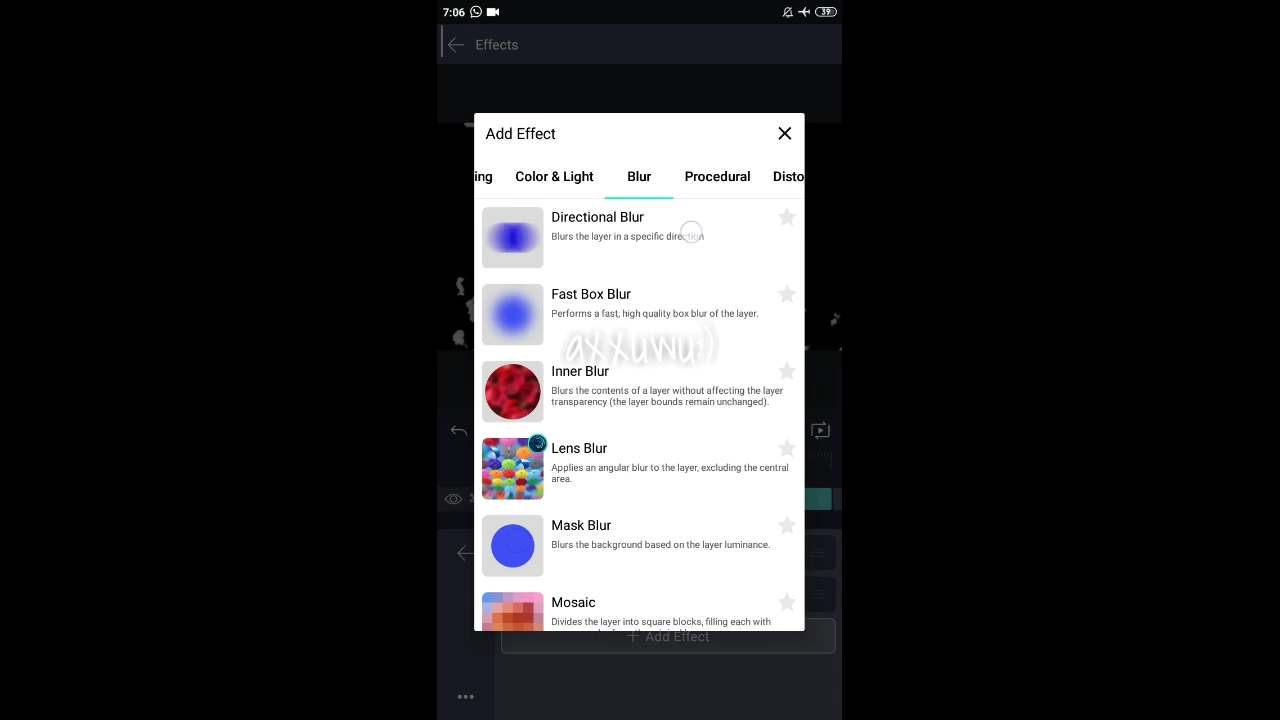 7:06
39
Effects
Add Effect
ing Color & Light Blur Procedural Disto
Directional Blur
Blurs the layer in a specific direction
Fast Box Blur
Performs a fast, high quality box blur of the layer.
axxuwu:)
Inner Blur
Blurs the contents of a layer without affecting the layer
transparency (the layer bounds remain unchanged).
Lens Blur
Applies an angular blur to the layer, excluding the central
area.
Mask Blur
Blurs the background based on the layer luminance.
Mosaic
Divides the layer into square blocks, filling each with
+ Add Effect